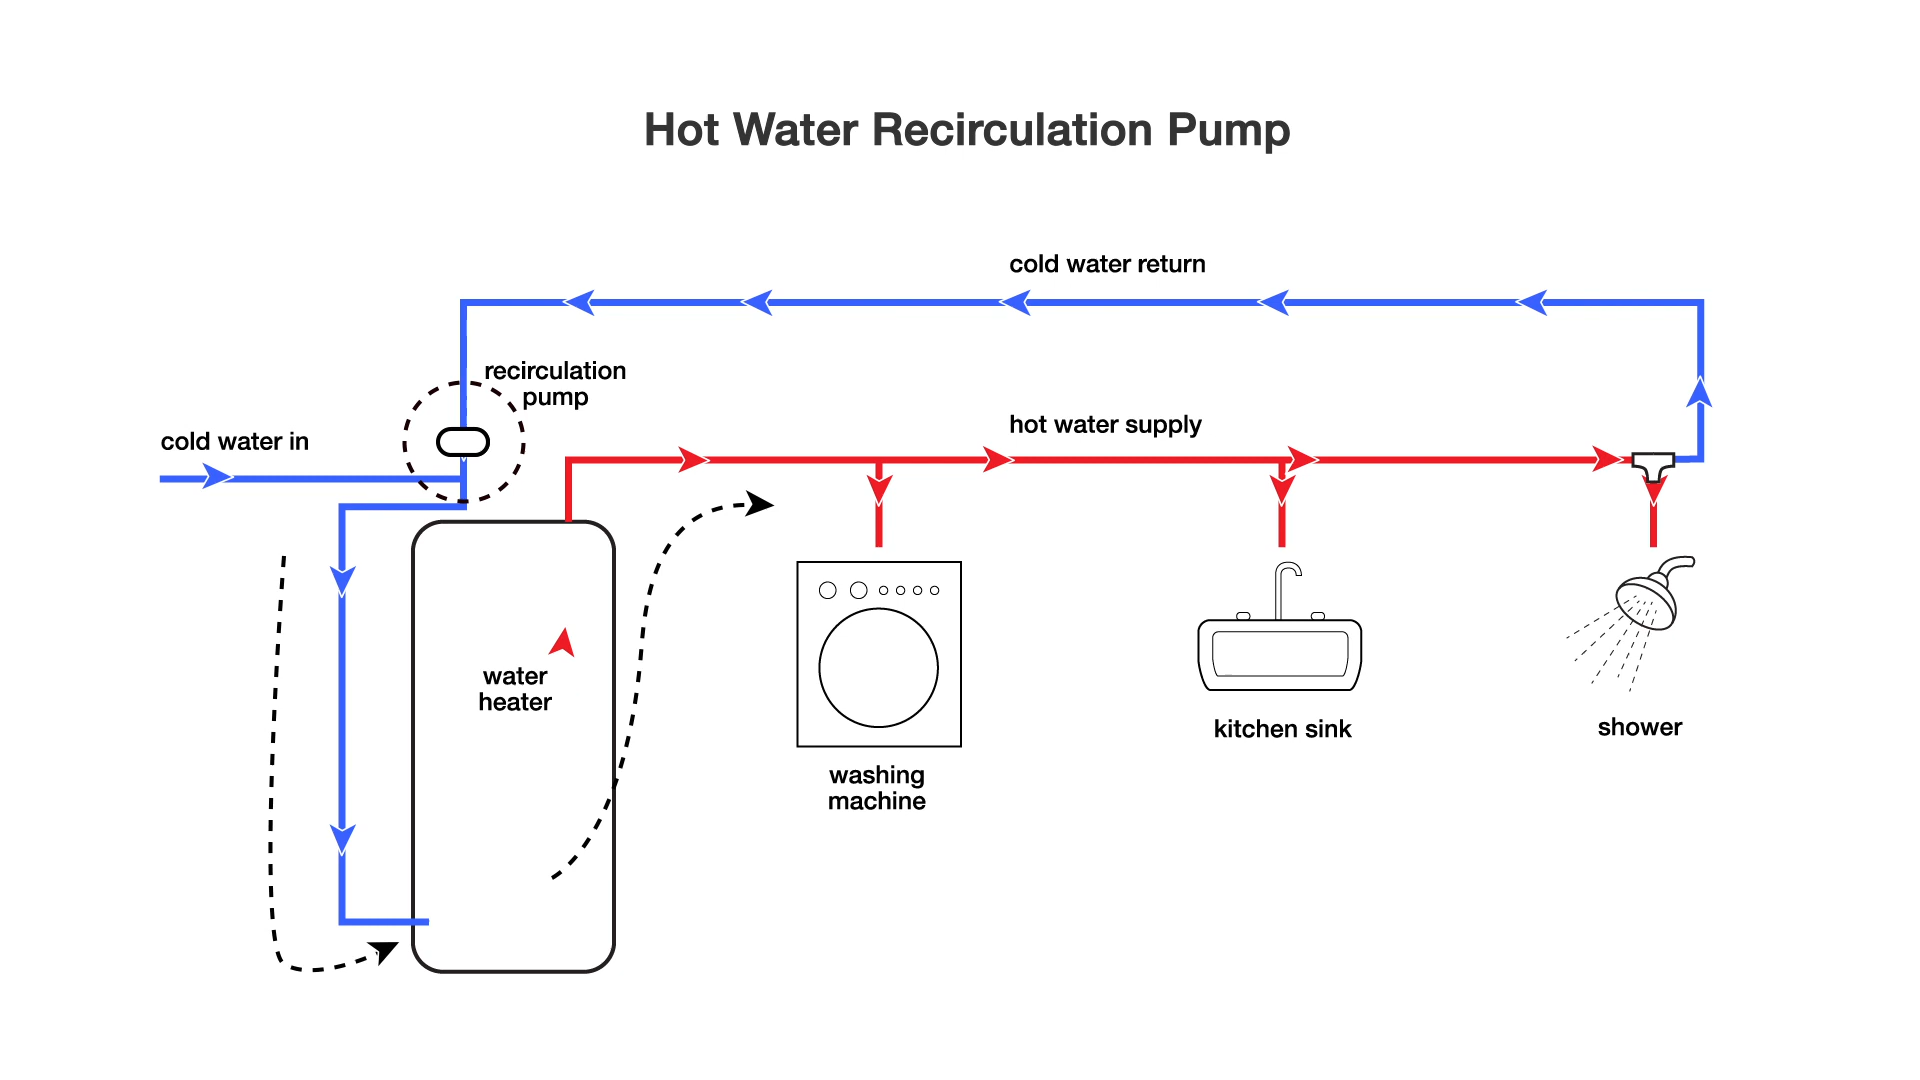 Hot Water Recirculation Pump
cold water return
recirculation
pump
cold water in
hot water supply
water
heater
washing
machine
kitchen sink
shower